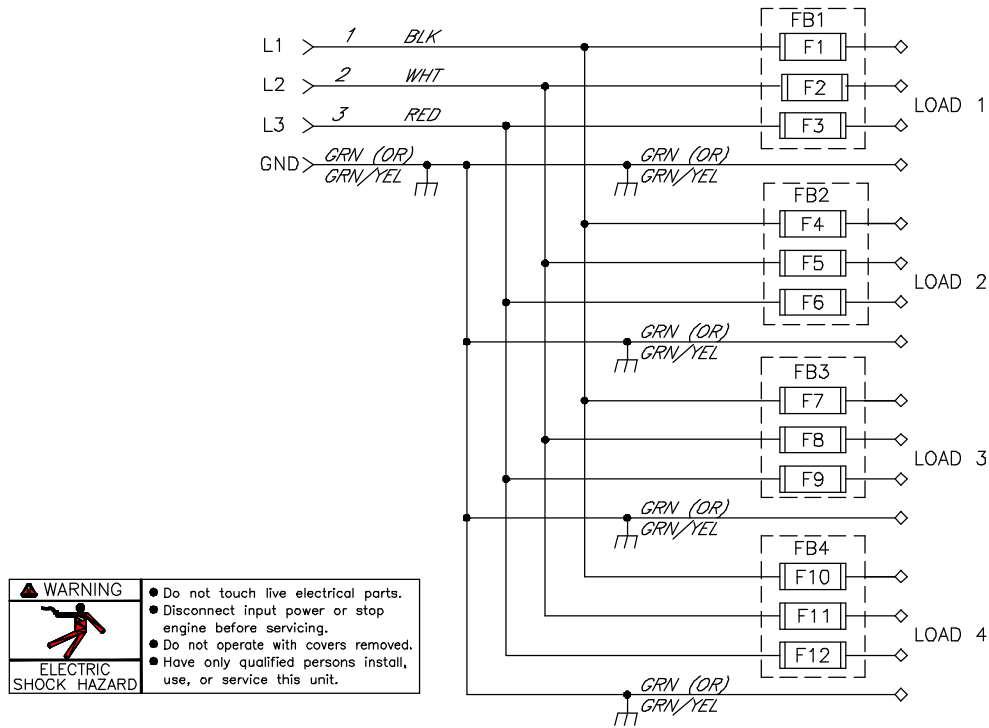 FB1
L1 1 BLK F1
L2 2 WHT F2
LOAD 1
L3 3 RED F3
GND GRN (OR) GRN (OR)
GRN/YEL GRN/YEL
FB2
F4
F5
LOAD 2
F6
GRN (OR)
GRN/YEL
FB3
F7
F8
LOAD 3
F9
GRN (OR)
GRN/YEL
FB4
F10
F11
LOAD 4
F12
GRN (OR)
GRN/YEL
WARNING
ELECTRIC
SHOCK HAZARD
● Do not touch live electrical parts.
● Disconnect input power or stop
engine before servicing.
● Do not operate with covers removed.
● Have only qualified persons install,
use, or service this unit.